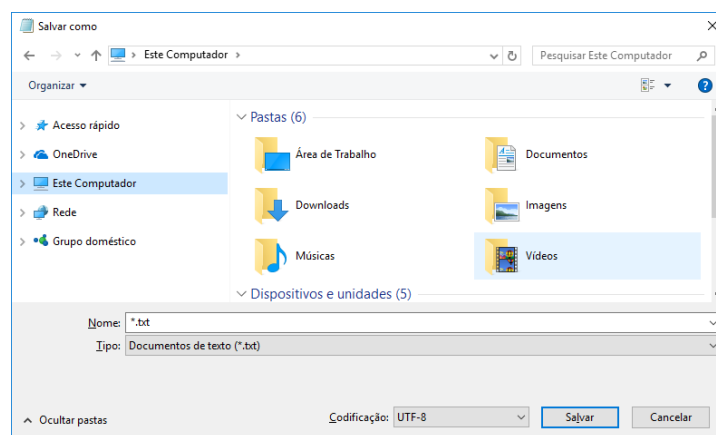 Salvar como
Este Computador
Pesquisar Este Computador
Organizar
Acesso rápido
OneDrive
Este Computador
Rede
Grupo doméstico
Pastas (6)
Área de Trabalho
Documentos
Downloads
Imagens
Músicas
Vídeos
Dispositivos e unidades (5)
Nome: *.txt
Tipo: Documentos de texto (*.txt)
Ocultar pastas
Codificação: UTF-8
Salvar
Cancelar